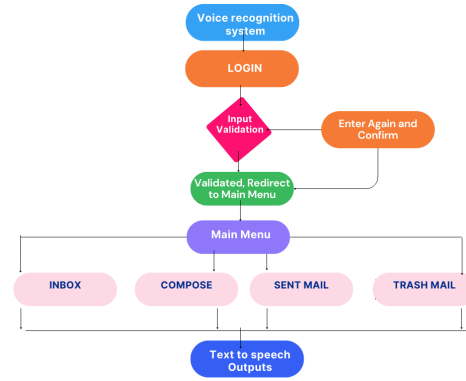 Voice recognition
system
LOGIN
Input
Validation
Enter Again and
Confirm
Validated, Redirect
to Main Menu
Main Menu
INBOX
COMPOSE
SENT MAIL
TRASH MAIL
Text to speech
Outputs